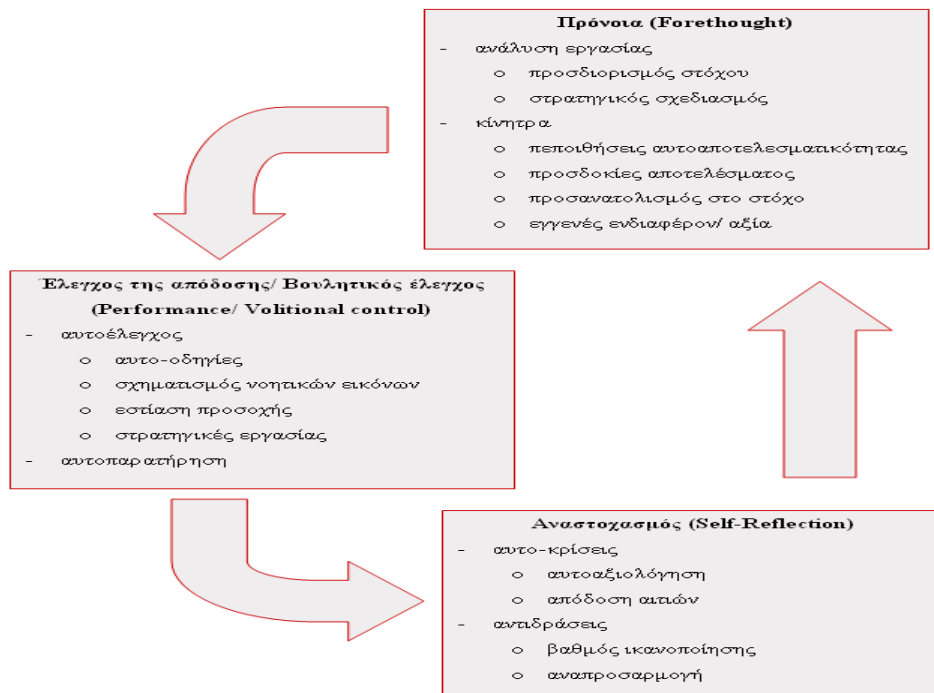 Πρόνοια (Forethought)
- ανάλυση εργασίας
o προσδιορισμός στόχου
o στρατηγικός σχεδιασμός
- κίνητρα
o πεποιθήσεις αυτοαποτελεσματικότητας
o προσδοκίες αποτελέσματος
o προσανατολισμός στο στόχο
o εγγενές ενδιαφέρον/ αξία
Έλεγχος της απόδοσης/ Βουλητικός έλεγχος
(Performance/ Volitional control)
- αυτοέλεγχος
o αυτο-οδηγίες
o σχηματισμός νοητικών εικόνων
o εστίαση προσοχής
o στρατηγικές εργασίας
- αυτοπαρατήρηση
Αναστοχασμός (Self-Reflection)
- αυτο-κρίσεις
o αυτοαξιολόγηση
o απόδοση αιτιών
- αντιδράσεις
o βαθμός ικανοποίησης
o αναπροσαρμογή